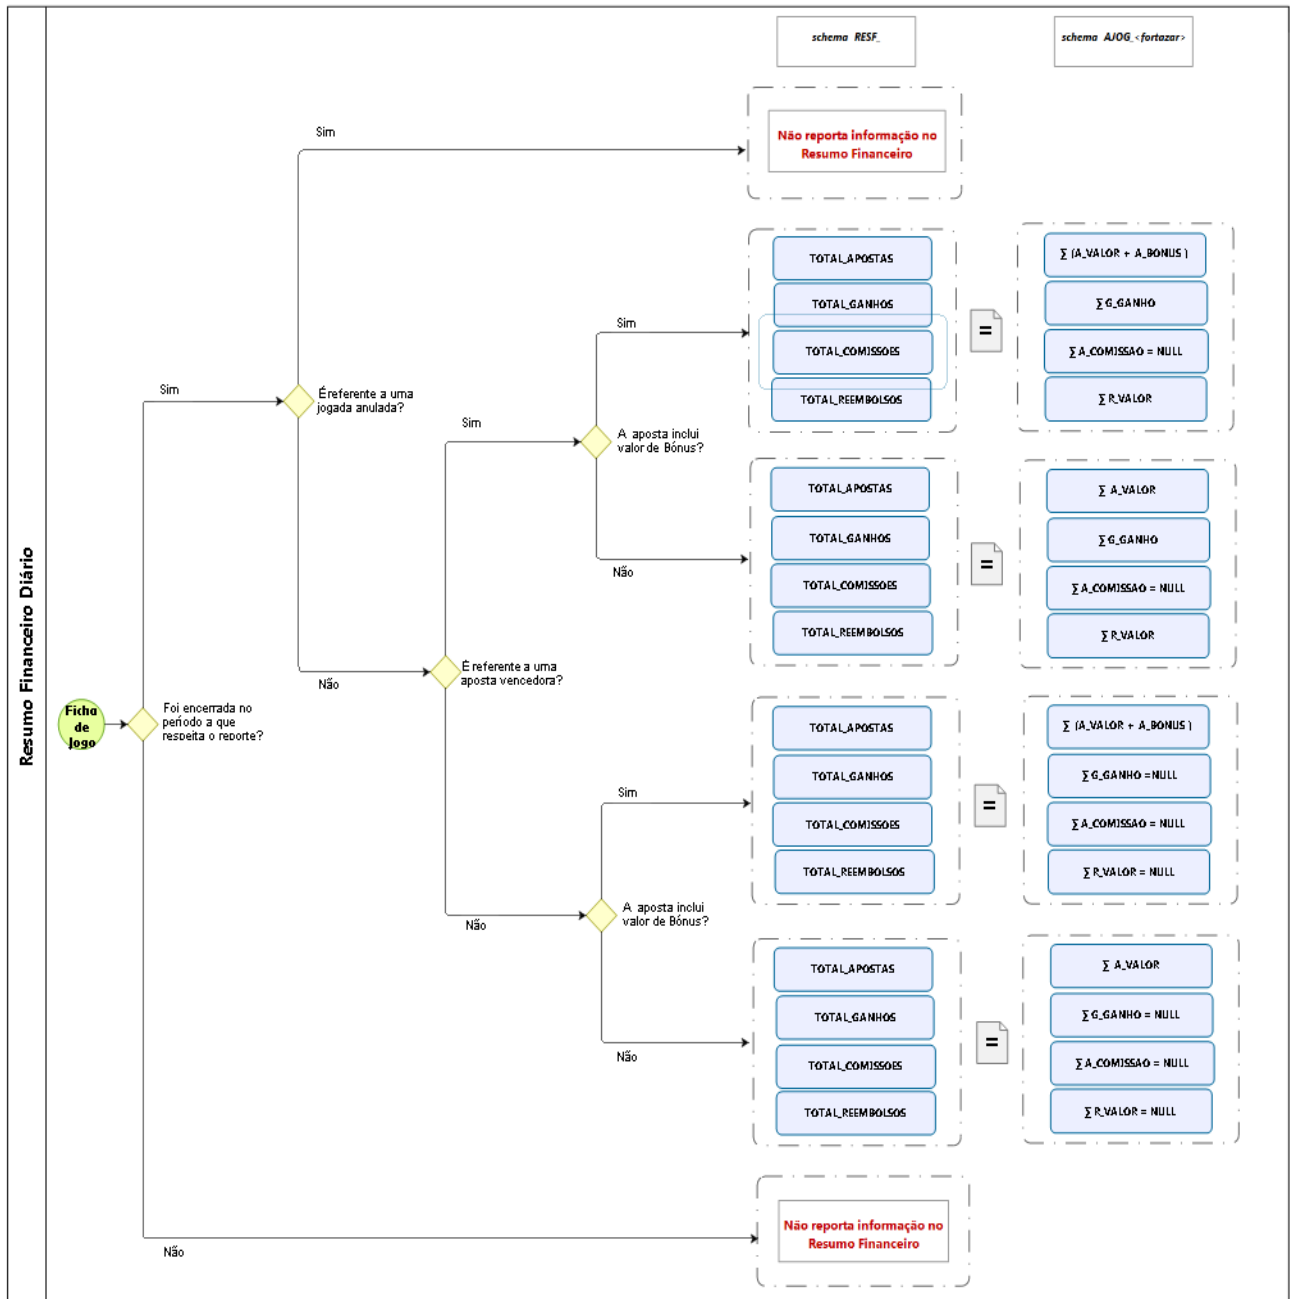 schema RESF_
schema AJOG_<fortazar>
Resumo Financeiro Diário
Ficha
de
Jogo
Foi encerrada no
período a que
respeita o reporte?
Sim
Não
É referente a uma
jogada anulada?
Sim
Não
É referente a uma
aposta vencedora?
Sim
Não
A aposta inclui
valor de Bónus?
Sim
Não
A aposta inclui
valor de Bónus?
Sim
Não
Não reporta informação no
Resumo Financeiro
TOTAL_APOSTAS
TOTAL_GANHOS
TOTAL_COMISSOES
TOTAL_REEMBOLSOS
=
∑ (A_VALOR + A_BONUS )
∑ G_GANHO
∑ A_COMISSAO = NULL
∑ R_VALOR
TOTAL_APOSTAS
TOTAL_GANHOS
TOTAL_COMISSOES
TOTAL_REEMBOLSOS
=
∑ A_VALOR
∑ G_GANHO
∑ A_COMISSAO = NULL
∑ R_VALOR
TOTAL_APOSTAS
TOTAL_GANHOS
TOTAL_COMISSOES
TOTAL_REEMBOLSOS
=
∑ (A_VALOR + A_BONUS )
∑ G_GANHO =NULL
∑ A_COMISSAO = NULL
∑ R_VALOR = NULL
TOTAL_APOSTAS
TOTAL_GANHOS
TOTAL_COMISSOES
TOTAL_REEMBOLSOS
=
∑ A_VALOR
∑ G_GANHO = NULL
∑ A_COMISSAO = NULL
∑ R_VALOR = NULL
Não reporta informação no
Resumo Financeiro